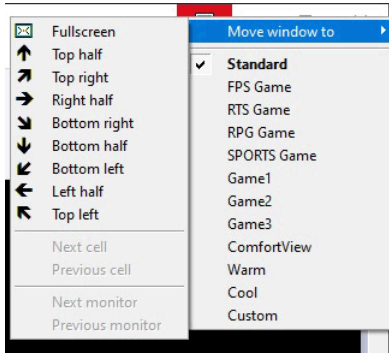 Fullscreen
Top half
Top right
Right half
Bottom right
Bottom half
Bottom left
Left half
Top left
Next cell
Previous cell
Next monitor
Previous monitor
Move window to
Standard
FPS Game
RTS Game
RPG Game
SPORTS Game
Game1
Game2
Game3
ComfortView
Warm
Cool
Custom